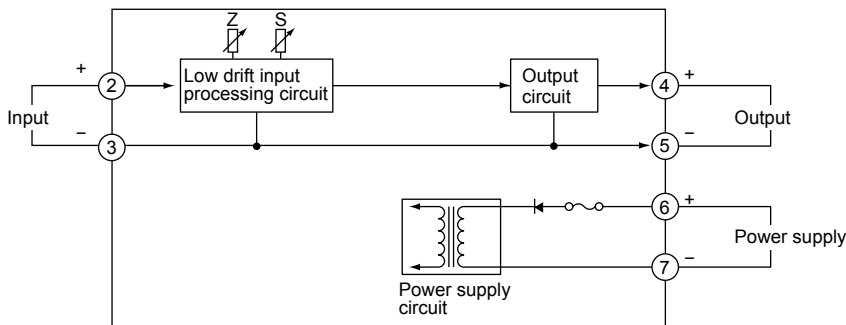 Z S
+ 2 Low drift input
processing circuit
Output
circuit
4 +
Input
Output
− 3
5 −
6 +
Power supply
7 −
Power supply
circuit